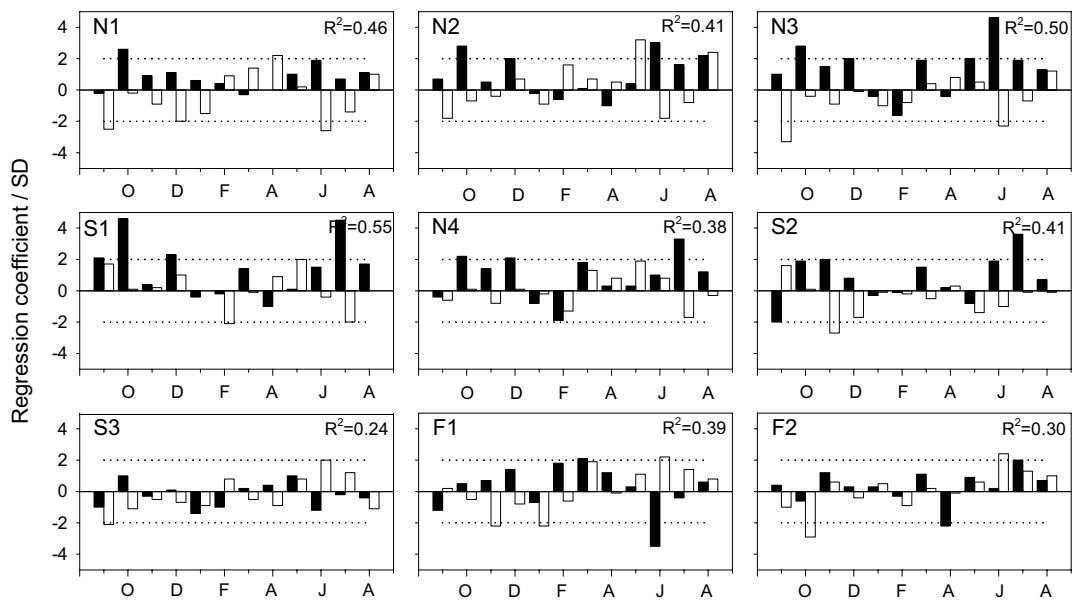 N1
R²=0.46
N2
R²=0.41
N3
R²=0.50
4
2
0
-2
-4
O D F A J A
O D F A J A
O D F A J A
Regression coefficient / SD
S1
R²=0.55
N4
R²=0.38
S2
R²=0.41
4
2
0
-2
-4
O D F A J A
O D F A J A
O D F A J A
S3
R²=0.24
F1
R²=0.39
F2
R²=0.30
4
2
0
-2
-4
O D F A J A
O D F A J A
O D F A J A